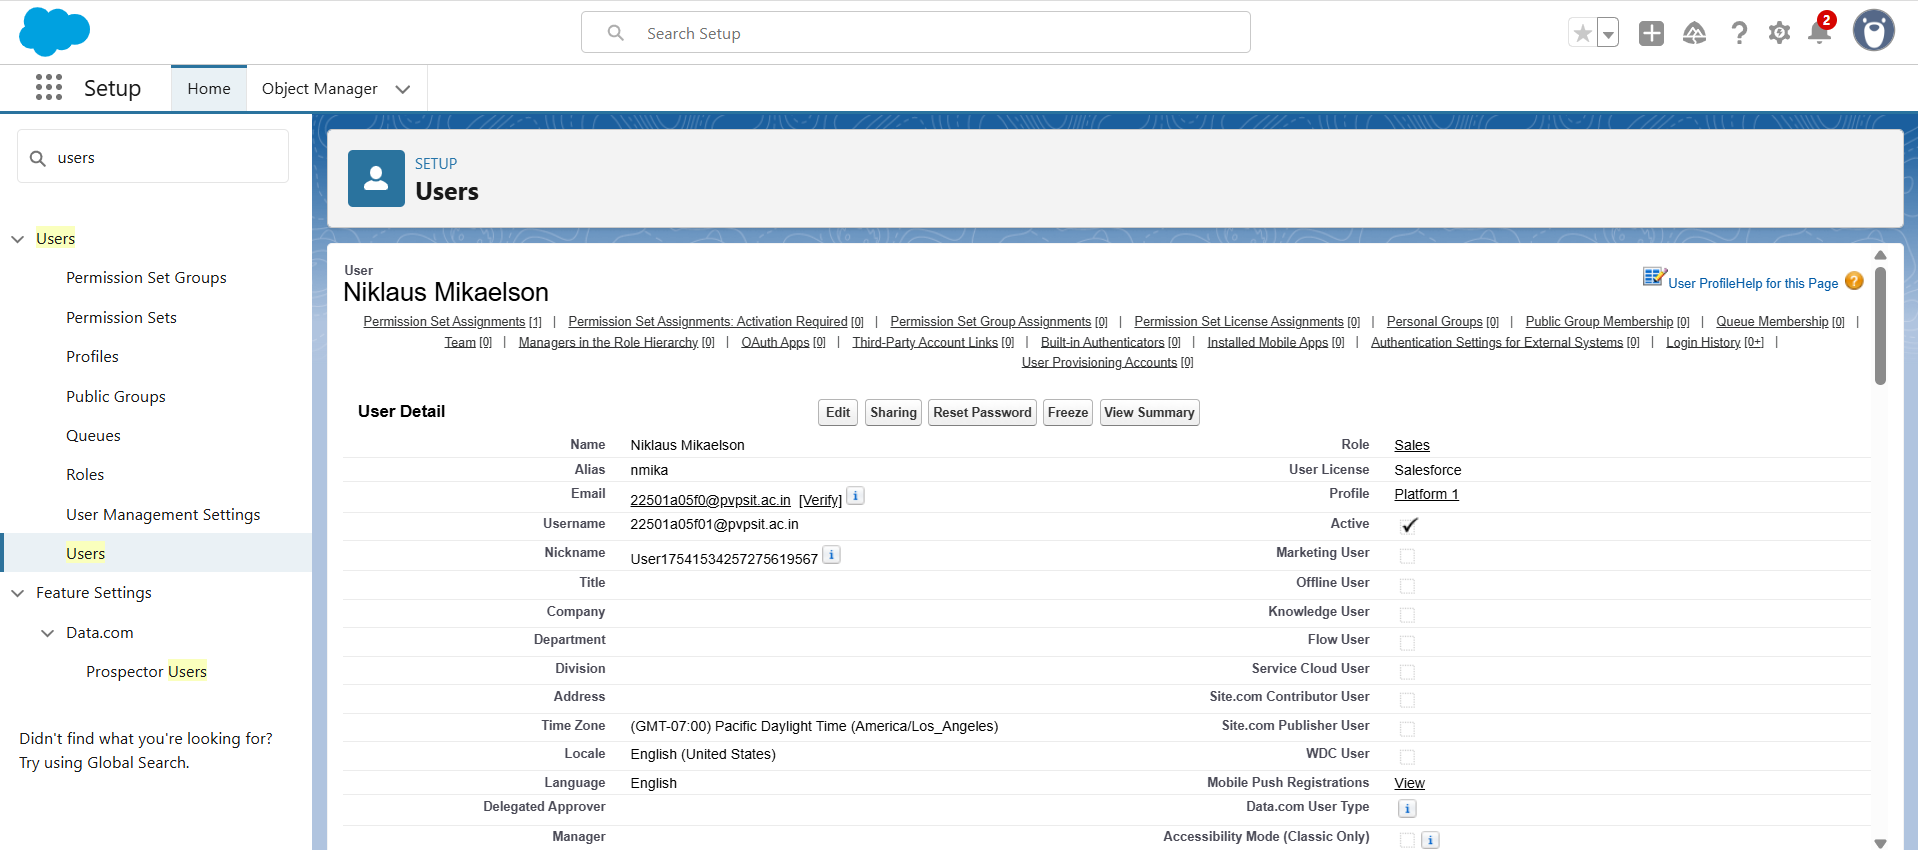 Search Setup
2
Setup
Home
Object Manager
users
Users
Permission Set Groups
Permission Sets
Profiles
Public Groups
Queues
Roles
User Management Settings
Users
Feature Settings
Data.com
Prospector Users
Didn't find what you're looking for?
Try using Global Search.
SETUP
Users
User
Niklaus Mikaelson
User Profile Help for this Page ?
Permission Set Assignments [1] | Permission Set Assignments: Activation Required [0] | Permission Set Group Assignments [0] | Permission Set License Assignments [0] | Personal Groups [0] | Public Group Membership [0] | Queue Membership [0] |
Team [0] | Managers in the Role Hierarchy [0] | OAuth Apps [0] | Third-Party Account Links [0] | Built-in Authenticators [0] | Installed Mobile Apps [0] | Authentication Settings for External Systems [0] | Login History [0+] |
User Provisioning Accounts [0]
User Detail
Edit Sharing Reset Password Freeze View Summary
Name Niklaus Mikaelson Role Sales
Alias nmika User License Salesforce
Email 22501a05f0@pvpsit.ac.in [Verify] i Profile Platform 1
Username 22501a05f01@pvpsit.ac.in Active ✓
Nickname User17541534257275619567 i Marketing User
Title Offline User
Company Knowledge User
Department Flow User
Division Service Cloud User
Address Site.com Contributor User
Time Zone (GMT-07:00) Pacific Daylight Time (America/Los_Angeles) Site.com Publisher User
Locale English (United States) WDC User
Language English Mobile Push Registrations View
Delegated Approver Data.com User Type i
Manager Accessibility Mode (Classic Only) i